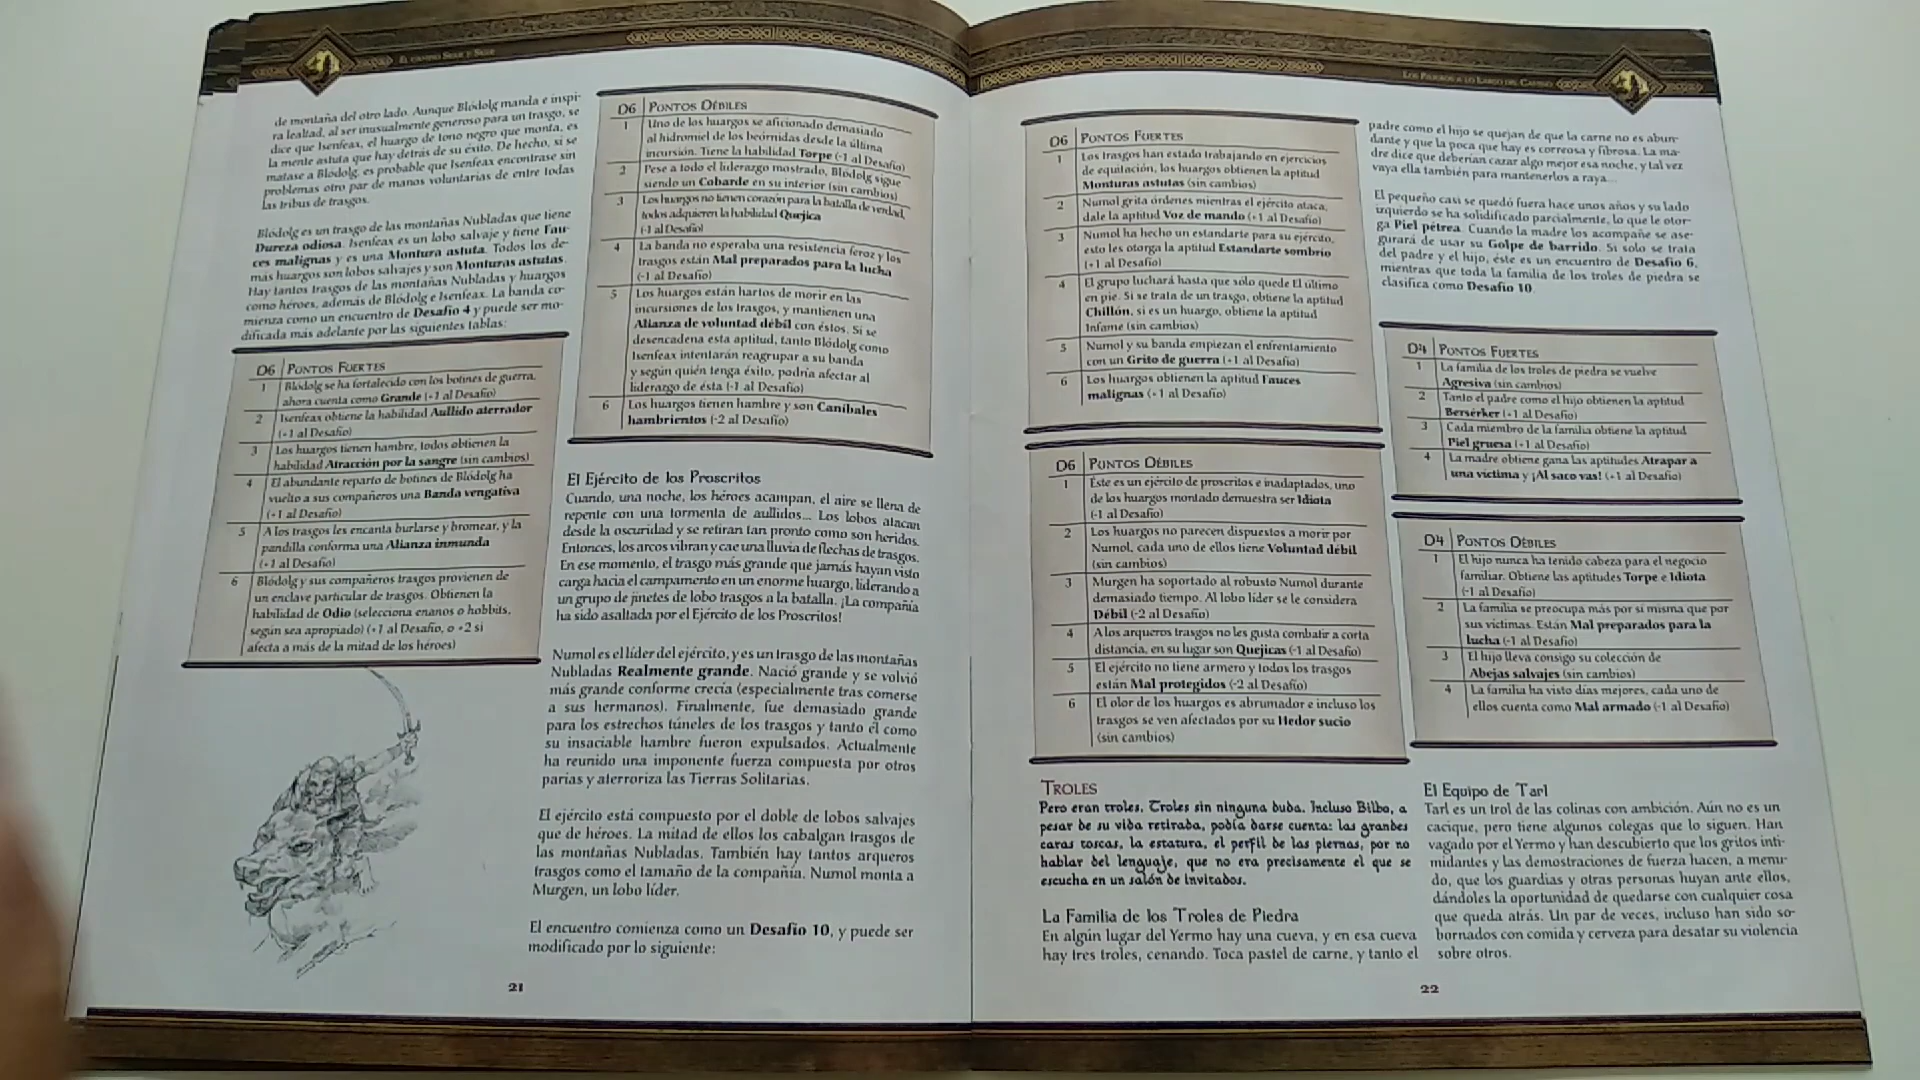 El camino Sigue y Sigue
de montaña del otro lado. Aunque Blódolg manda e inspi-
ra lealtad, al ser inusualmente generoso para un trasgo, se
dice que Isenfeax, el huargo de tono negro que monta, es
la mente astuta que hay detrás de su éxito. De hecho, si se
matase a Blódolg, es probable que Isenfeax encontrase sin
problemas otro par de manos voluntarias de entre todas
las tribus de trasgos.
Blódolg es un trasgo de las montañas Nubladas que tiene
Dureza odiosa. Isenfeax es un lobo salvaje y tiene Fau-
ces malignas y es una Montura astuta. Todos los de-
más huargos son lobos salvajes y son Monturas astutas.
Hay tantos trasgos de las montañas Nubladas y huargos
como héroes, además de Blódolg e Isenfeax. La banda co-
mienza como un encuentro de Desafío 4 y puede ser mo-
dificada más adelante por las siguientes tablas:
D6 Puntos Fuertes
1 Blódolg se ha fortalecido con los botines de guerra,
ahora cuenta como Grande (+1 al Desafío)
2 Isenfeax obtiene la habilidad Aullido aterrador
(+1 al Desafío)
3 Los huargos tienen hambre, todos obtienen la
habilidad Atracción por la sangre (sin cambios)
4 El abundante reparto de botines de Blódolg ha
vuelto a sus compañeros una Banda vengativa
(+1 al Desafío)
5 A los trasgos les encanta burlarse y bromear, y la
pandilla conforma una Alianza inmunda
(+1 al Desafío)
6 Blódolg y sus compañeros trasgos provienen de
un enclave particular de trasgos. Obtienen la
habilidad de Odio (selecciona enanos o hobbits,
según sea apropiado) (+1 al Desafío, o +2 si
afecta a más de la mitad de los héroes)
D6 Puntos Débiles
1 Uno de los huargos se aficionado demasiado
al hidromiel de los beórnidas desde la última
incursión. Tiene la habilidad Torpe (-1 al Desafío)
2 Pese a todo el liderazgo mostrado, Blódolg sigue
siendo un Cobarde en su interior (sin cambios)
3 Los huargos no tienen corazón para la batalla de verdad,
todos adquieren la habilidad Quejica
(-1 al Desafío)
4 La banda no esperaba una resistencia feroz y los
trasgos están Mal preparados para la lucha
(-1 al Desafío)
5 Los huargos están hartos de morir en las
incursiones de los trasgos, y mantienen una
Alianza de voluntad débil con éstos. Si se
desencadena esta aptitud, tanto Blódolg como
Isenfeax intentarán reagrupar a su banda
y según quién tenga éxito, podría afectar al
liderazgo de ésta (-1 al Desafío)
6 Los huargos tienen hambre y son Caníbales
hambrientos (-2 al Desafío)
El Ejército de los Proscritos
Cuando, una noche, los héroes acampan, el aire se llena de
repente con una tormenta de aullidos... Los lobos atacan
desde la oscuridad y se retiran tan pronto como son heridos.
Entonces, los arcos vibran y cae una lluvia de flechas de trasgos.
En ese momento, el trasgo más grande que jamás hayan visto
carga hacia el campamento en un enorme huargo, liderando a
un grupo de jinetes de lobo trasgos a la batalla. ¡La compañía
ha sido asaltada por el Ejército de los Proscritos!
Numol es el líder del ejército, y es un trasgo de las montañas
Nubladas Realmente grande. Nació grande y se volvió
más grande conforme crecía (especialmente tras comerse
a sus hermanos). Finalmente, fue demasiado grande
para los estrechos túneles de los trasgos y tanto él como
su insaciable hambre fueron expulsados. Actualmente
ha reunido una imponente fuerza compuesta por otros
parias y aterroriza las Tierras Solitarias.
El ejército está compuesto por el doble de lobos salvajes
que de héroes. La mitad de ellos los cabalgan trasgos de
las montañas Nubladas. También hay tantos arqueros
trasgos como el tamaño de la compañía. Numol monta a
Murgen, un lobo líder.
El encuentro comienza como un Desafío 10, y puede ser
modificado por lo siguiente:
21
Los Peligros a lo Largo del Camino
D6 Puntos Fuertes
1 Los trasgos han estado trabajando en ejercicios
de equitación, los huargos obtienen la aptitud
Monturas astutas (sin cambios)
2 Numol grita órdenes mientras el ejército ataca,
dale la aptitud Voz de mando (+1 al Desafío)
3 Numol ha hecho un estandarte para su ejército,
esto les otorga la aptitud Estandarte sombrío
(+1 al Desafío)
4 El grupo luchará hasta que sólo quede El último
en pie. Si se trata de un trasgo, obtiene la aptitud
Chillón, si es un huargo, obtiene la aptitud
Infame (sin cambios)
5 Numol y su banda empiezan el enfrentamiento
con un Grito de guerra (+1 al Desafío)
6 Los huargos obtienen la aptitud Fauces
malignas (+1 al Desafío)
D6 Puntos Débiles
1 Éste es un ejército de proscritos e inadaptados, uno
de los huargos montado demuestra ser Idiota
(-1 al Desafío)
2 Los huargos no parecen dispuestos a morir por
Numol, cada uno de ellos tiene Voluntad débil
(sin cambios)
3 Murgen ha soportado al robusto Numol durante
demasiado tiempo. Al lobo líder se le considera
Débil (-2 al Desafío)
4 A los arqueros trasgos no les gusta combatir a corta
distancia, en su lugar son Quejicas (-1 al Desafío)
5 El ejército no tiene armero y todos los trasgos
están Mal protegidos (-2 al Desafío)
6 El olor de los huargos es abrumador e incluso los
trasgos se ven afectados por su Hedor sucio
(sin cambios)
Troles
Pero eran troles. Troles sin ninguna duda. Incluso Bilbo, a
pesar de su vida retirada, podía darse cuenta: las grandes
caras toscas, la estatura, el perfil de las piernas, por no
hablar del lenguaje, que no era precisamente el que se
escucha en un salón de invitados.
La Familia de los Troles de Piedra
En algún lugar del Yermo hay una cueva, y en esa cueva
hay tres troles, cenando. Toca pastel de carne, y tanto el
padre como el hijo se quejan de que la carne no es abun-
dante y que la poca que hay es correosa y fibrosa. La ma-
dre dice que deberían cazar algo mejor esa noche, y tal vez
vaya ella también para mantenerlos a raya...
El pequeño casi se quedó fuera hace unos años y su lado
izquierdo se ha solidificado parcialmente, lo que le otor-
ga Piel pétrea. Cuando la madre los acompañe se ase-
gurará de usar su Golpe de barrido. Si solo se trata
del padre y el hijo, éste es un encuentro de Desafío 6,
mientras que toda la familia de los troles de piedra se
clasifica como Desafío 10.
D4 Puntos Fuertes
1 La familia de los troles de piedra se vuelve
Agresiva (sin cambios)
2 Tanto el padre como el hijo obtienen la aptitud
Bersérker (+1 al Desafío)
3 Cada miembro de la familia obtiene la aptitud
Piel gruesa (+1 al Desafío)
4 La madre obtiene gana las aptitudes Atrapar a
una víctima y ¡Al saco vas! (+1 al Desafío)
D4 Puntos Débiles
1 El hijo nunca ha tenido cabeza para el negocio
familiar. Obtiene las aptitudes Torpe e Idiota
(-1 al Desafío)
2 La familia se preocupa más por sí misma que por
sus víctimas. Están Mal preparados para la
lucha (-1 al Desafío)
3 El hijo lleva consigo su colección de
Abejas salvajes (sin cambios)
4 La familia ha visto días mejores, cada uno de
ellos cuenta como Mal armado (-1 al Desafío)
El Equipo de Tarl
Tarl es un trol de las colinas con ambición. Aún no es un
cacique, pero tiene algunos colegas que lo siguen. Han
vagado por el Yermo y han descubierto que los gritos inti-
midantes y las demostraciones de fuerza hacen, a menu-
do, que los guardias y otras personas huyan ante ellos,
dándoles la oportunidad de quedarse con cualquier cosa
que queda atrás. Un par de veces, incluso han sido so-
bornados con comida y cerveza para desatar su violencia
sobre otros.
22